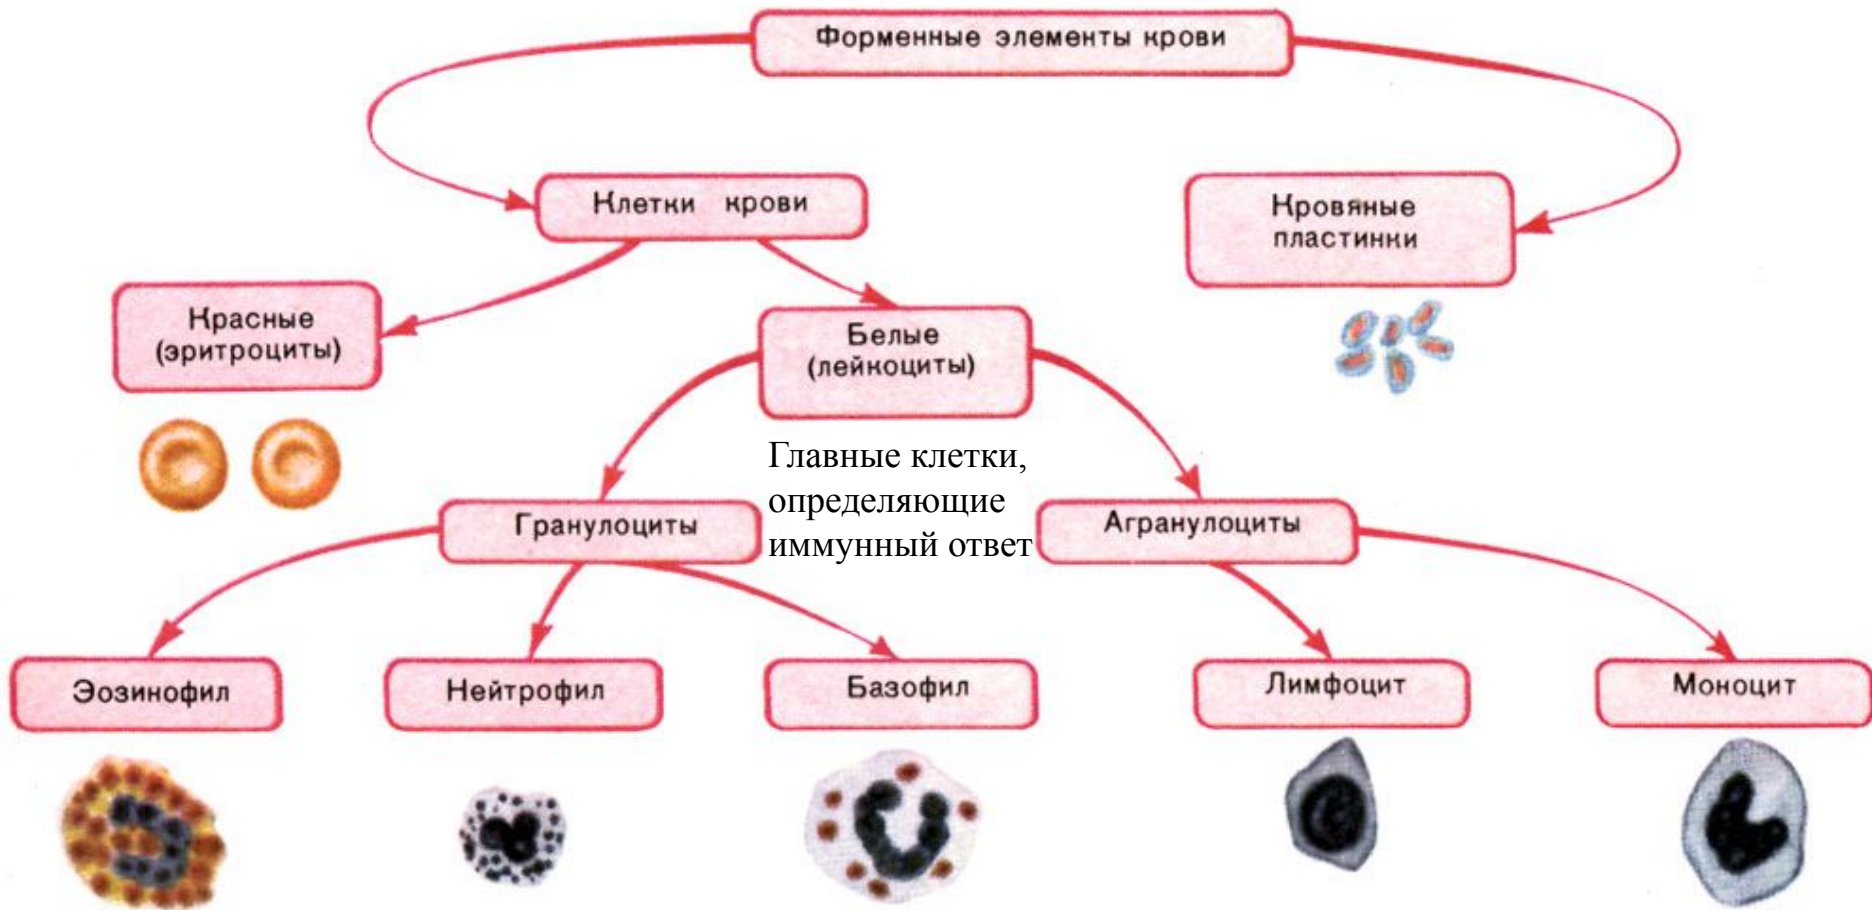 Форменные элементы крови
Клетки крови
Кровяные
пластинки
Красные
(эритроциты)
Белые
(лейкоциты)
Главные клетки,
определяющие
иммунный ответ
Гранулоциты
Агранулоциты
Эозинофил
Нейтрофил
Базофил
Лимфоцит
Моноцит